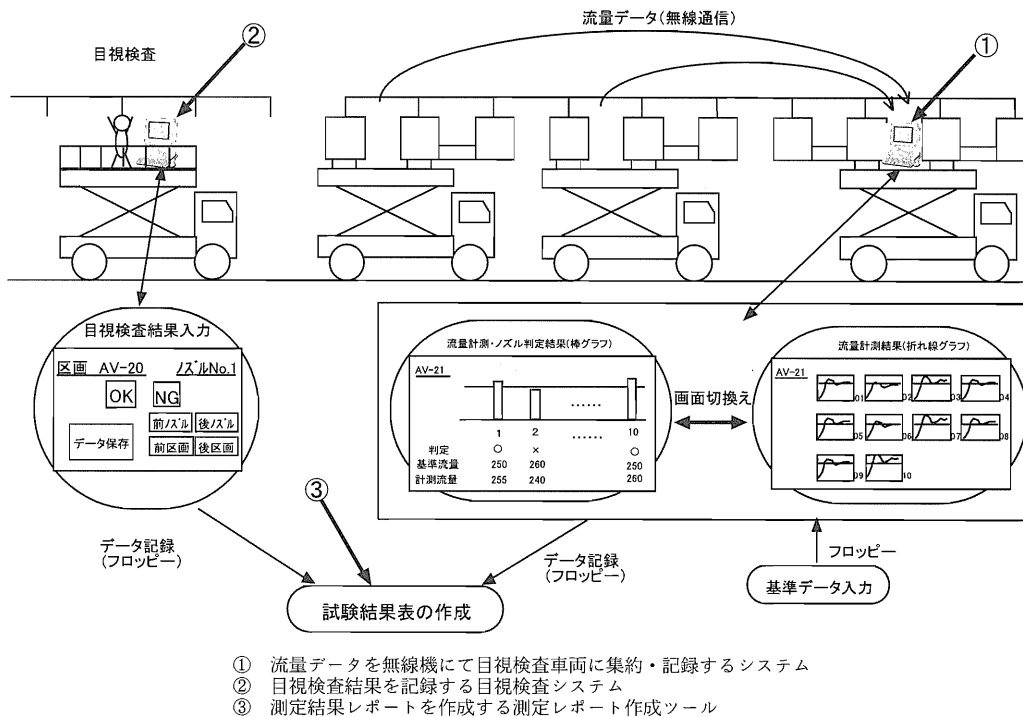 流量データ(無線通信)
②
①
目視検査
目視検査結果入力
区画 AV-20 ノズルNo.1
OK NG
前ノズル 後ノズル
データ保存
前区画 後区画
流量計測・ノズル判定結果(棒グラフ)
AV-21
1 2 …… 10
判定 ○ × ○
基準流量 250 260 250
計測流量 255 240 260
画面切換え
流量計測結果(折れ線グラフ)
AV-21
01 02 03 04
05 06 07 08
09 10
③
データ記録
(フロッピー)
データ記録
(フロッピー)
フロッピー
基準データ入力
試験結果表の作成
① 流量データを無線機にて目視検査車両に集約・記録するシステム
② 目視検査結果を記録する目視検査システム
③ 測定結果レポートを作成する測定レポート作成ツール